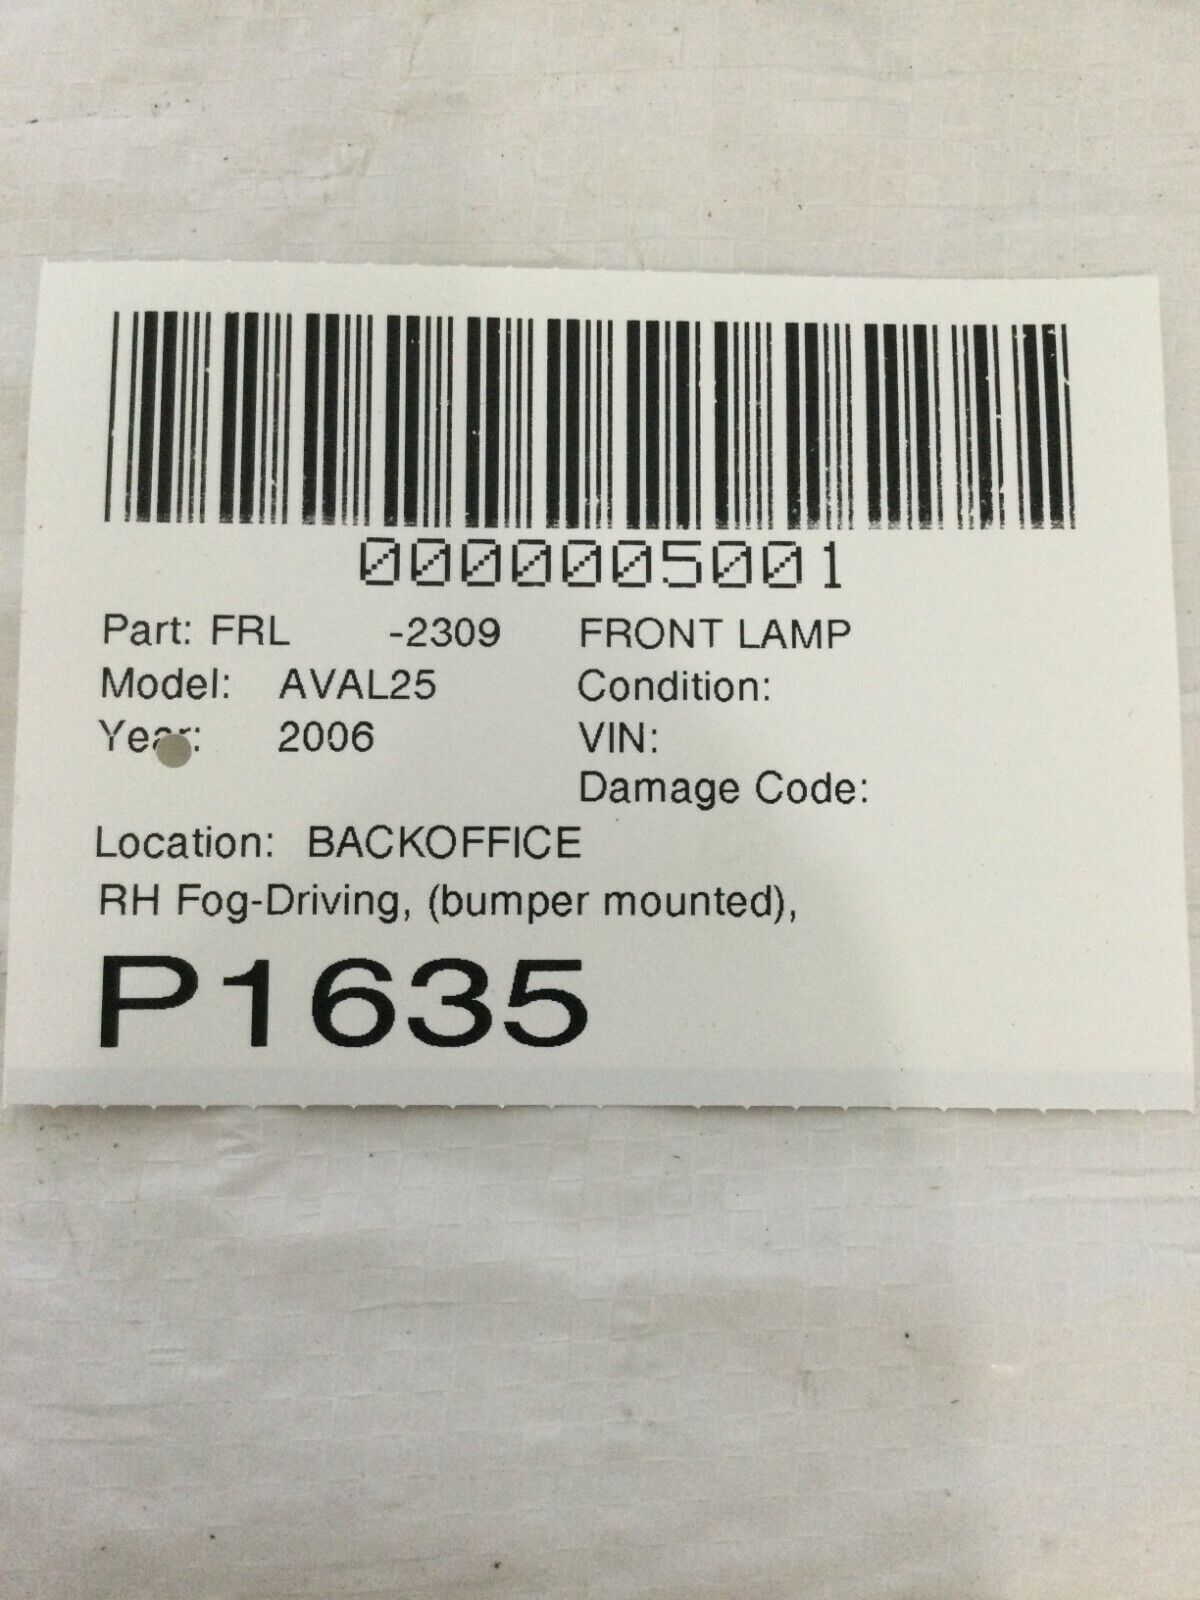 0000005001
Part: FRL -2309 FRONT LAMP
Model: AVAL25 Condition:
Year: 2006 VIN:
Damage Code:
Location: BACKOFFICE
RH Fog-Driving, (bumper mounted),
P1635